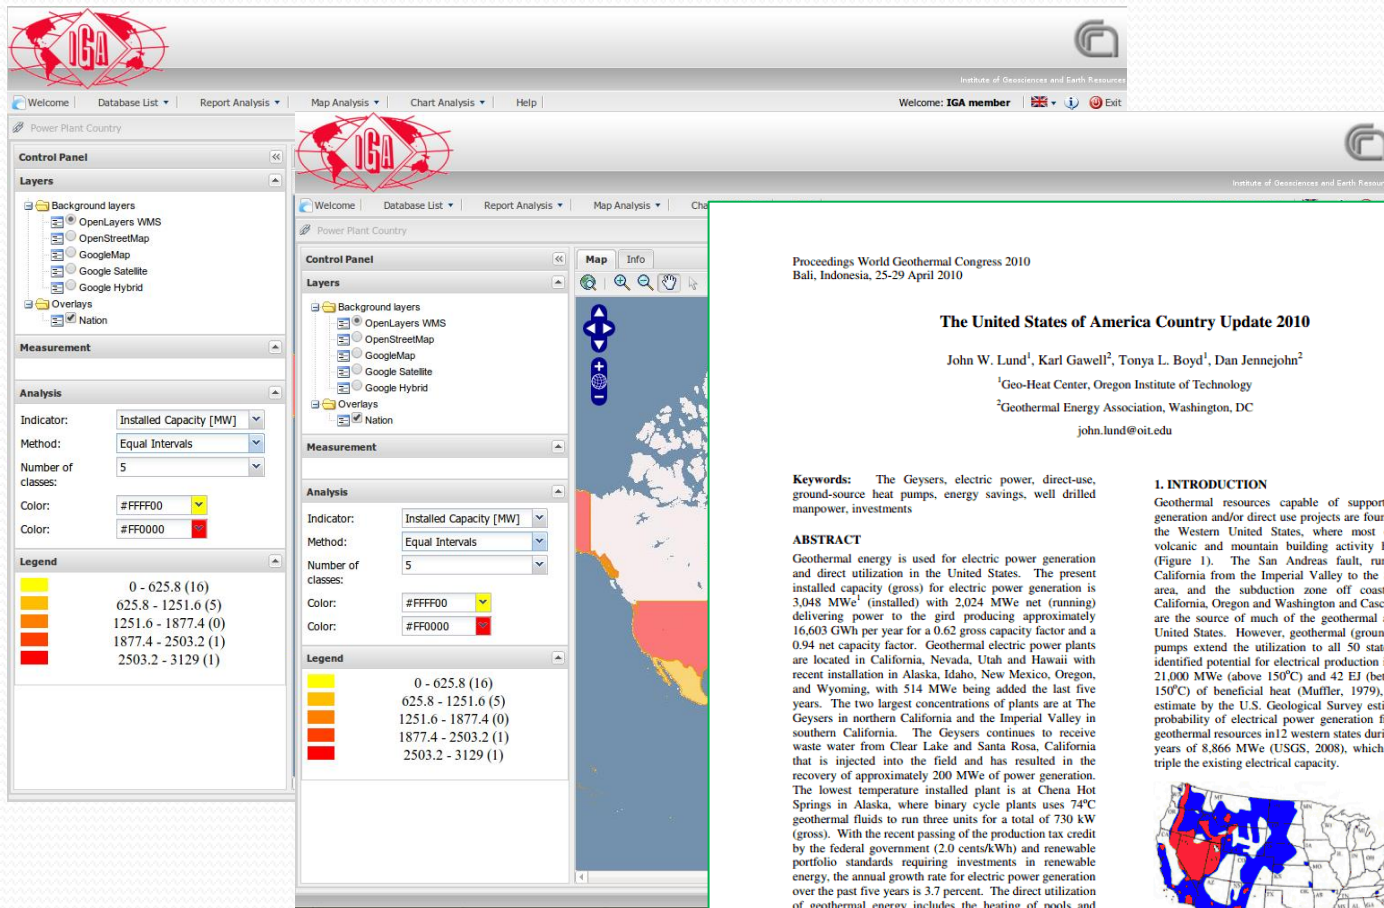 IGA
Institute of Geosciences and Earth Resources
Welcome Database List Report Analysis Map Analysis Chart Analysis Help Welcome: IGA member Exit
Power Plant Country
Control Panel
Layers
Background layers
OpenLayers WMS
OpenStreetMap
GoogleMap
Google Satellite
Google Hybrid
Overlays
Nation
Measurement
Analysis
Indicator: Installed Capacity [MW]
Method: Equal Intervals
Number of 5
classes:
Color: #FFFF00
Color: #FF0000
Legend
0 - 625.8 (16)
625.8 - 1251.6 (5)
1251.6 - 1877.4 (0)
1877.4 - 2503.2 (1)
2503.2 - 3129 (1)
IGA
Institute of Geosciences and Earth Resour
Welcome Database List Report Analysis Map Analysis Cha
Power Plant Country
Control Panel
Map Info
Layers
Background layers
OpenLayers WMS
OpenStreetMap
GoogleMap
Google Satellite
Google Hybrid
Overlays
Nation
Measurement
Analysis
Indicator: Installed Capacity [MW]
Method: Equal Intervals
Number of 5
classes:
Color: #FFFF00
Color: #FF0000
Legend
0 - 625.8 (16)
625.8 - 1251.6 (5)
1251.6 - 1877.4 (0)
1877.4 - 2503.2 (1)
2503.2 - 3129 (1)
Proceedings World Geothermal Congress 2010
Bali, Indonesia, 25-29 April 2010
The United States of America Country Update 2010
John W. Lund¹, Karl Gawell², Tonya L. Boyd¹, Dan Jennejohn²
¹Geo-Heat Center, Oregon Institute of Technology
²Geothermal Energy Association, Washington, DC
john.lund@oit.edu
Keywords: The Geysers, electric power, direct-use,
ground-source heat pumps, energy savings, well drilled
manpower, investments
ABSTRACT
Geothermal energy is used for electric power generation
and direct utilization in the United States. The present
installed capacity (gross) for electric power generation is
3,048 MWe¹ (installed) with 2,024 MWe net (running)
delivering power to the gird producing approximately
16,603 GWh per year for a 0.62 gross capacity factor and a
0.94 net capacity factor. Geothermal electric power plants
are located in California, Nevada, Utah and Hawaii with
recent installation in Alaska, Idaho, New Mexico, Oregon,
and Wyoming, with 514 MWe being added the last five
years. The two largest concentrations of plants are at The
Geysers in northern California and the Imperial Valley in
southern California. The Geysers continues to receive
waste water from Clear Lake and Santa Rosa, California
that is injected into the field and has resulted in the
recovery of approximately 200 MWe of power generation.
The lowest temperature installed plant is at Chena Hot
Springs in Alaska, where binary cycle plants uses 74°C
geothermal fluids to run three units for a total of 730 kW
(gross). With the recent passing of the production tax credit
by the federal government (2.0 cents/kWh) and renewable
portfolio standards requiring investments in renewable
energy, the annual growth rate for electric power generation
over the past five years is 3.7 percent. The direct utilization
of geothermal energy includes the heating of pools and
1. INTRODUCTION
Geothermal resources capable of support
generation and/or direct use projects are foun
the Western United States, where most
volcanic and mountain building activity
(Figure 1). The San Andreas fault, run
California from the Imperial Valley to the
area, and the subduction zone off coast
California, Oregon and Washington and Casc
are the source of much of the geothermal
United States. However, geothermal (groun
pumps extend the utilization to all 50 state
identified potential for electrical production i
21,000 MWe (above 150°C) and 42 EJ (bet
150°C) of beneficial heat (Muffler, 1979),
estimate by the U.S. Geological Survey esti
probability of electrical power generation f
geothermal resources in12 western states duri
years of 8,866 MWe (USGS, 2008), which
triple the existing electrical capacity.